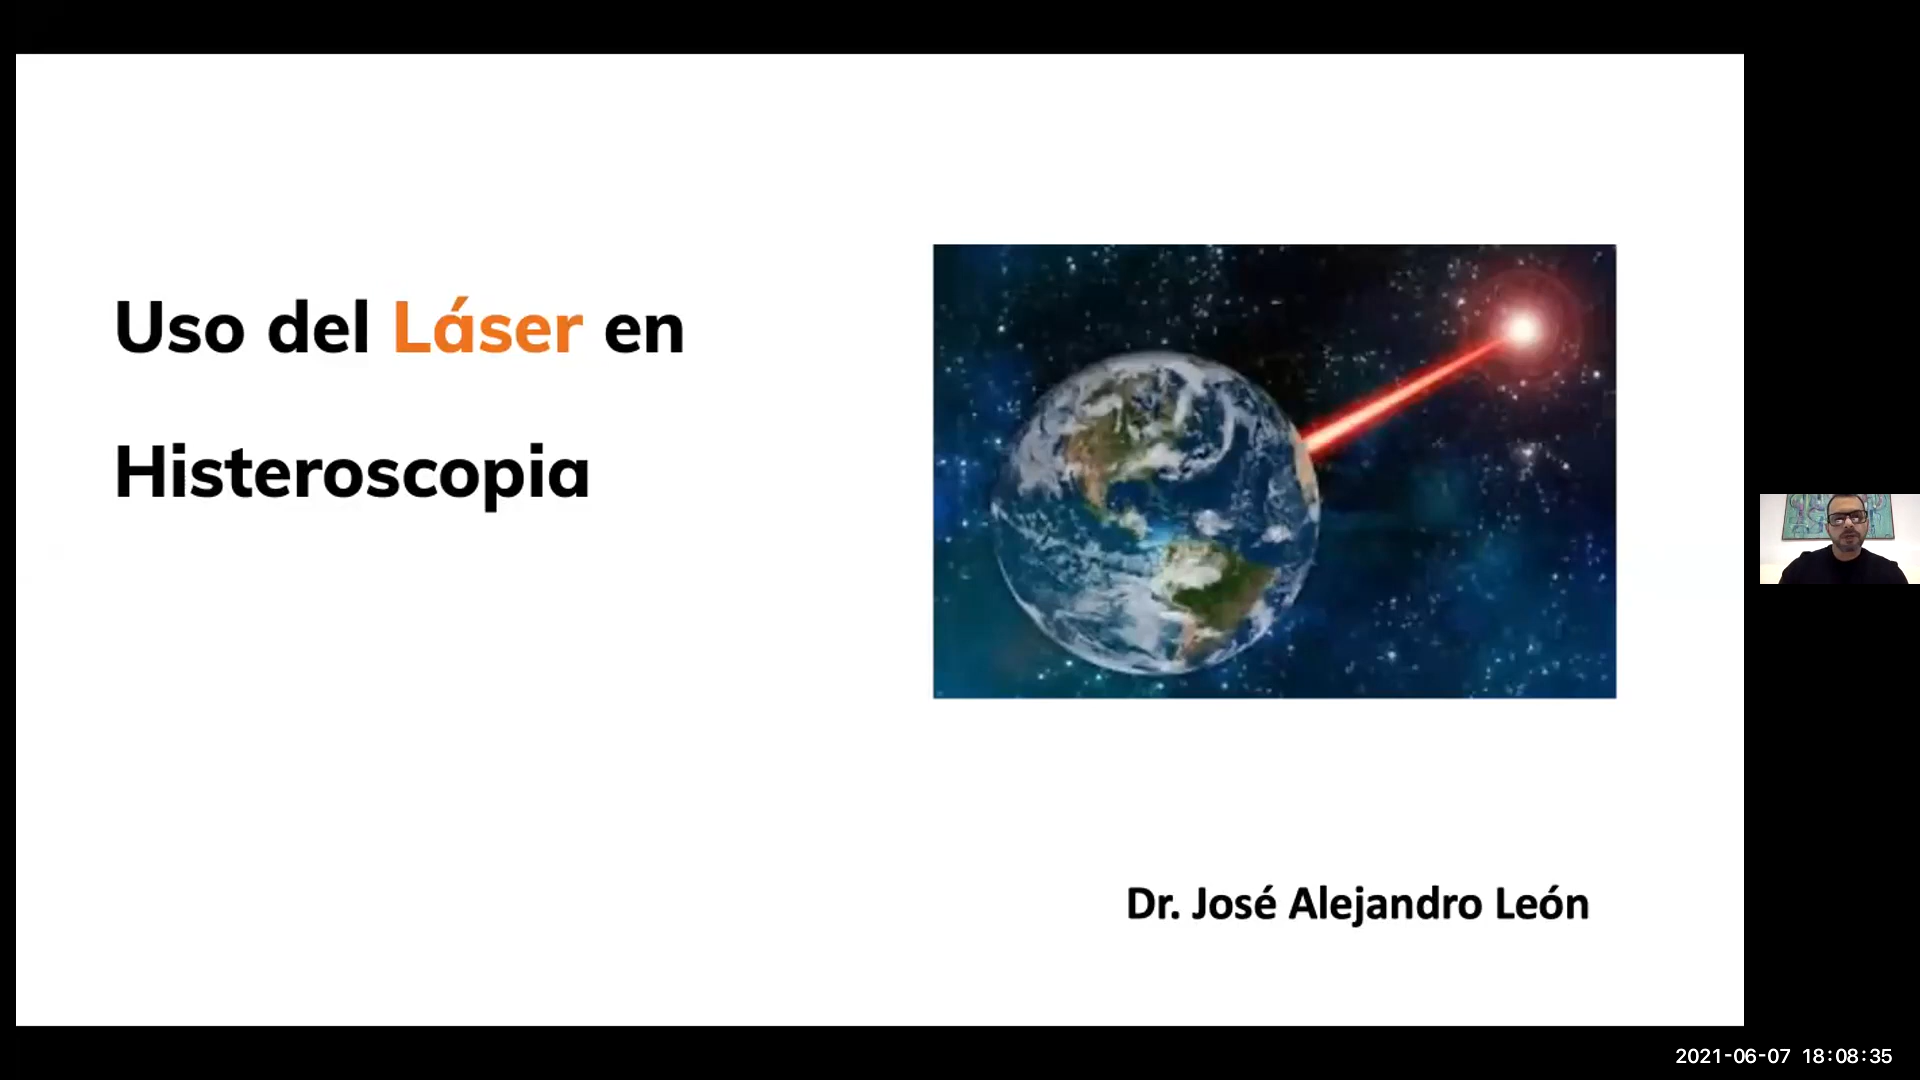 Uso del Láser en
Histeroscopia
Dr. José Alejandro León
2021-06-07 18:08:35